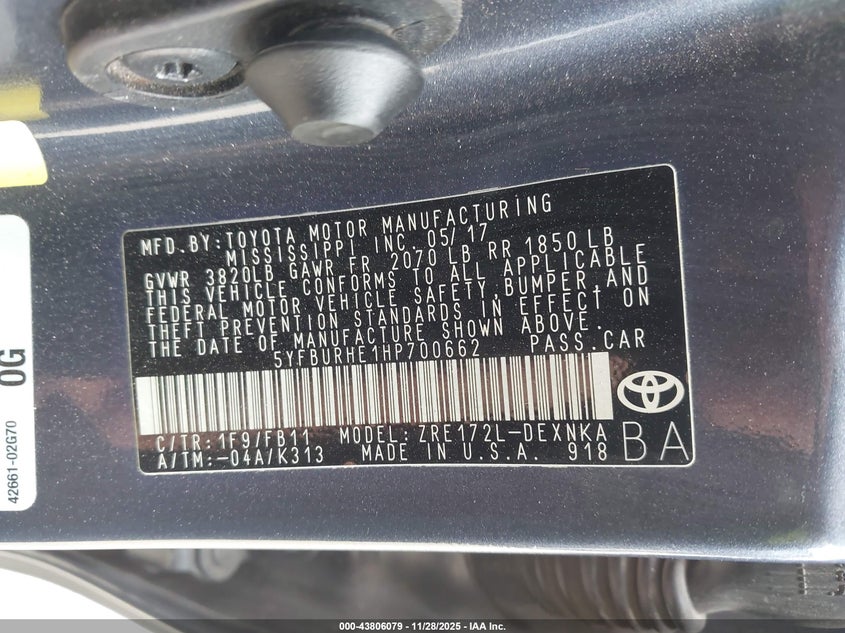 MFD. BY: TOYOTA MOTOR MANUFACTURING
MISSISSIPPI INC. 05/17
GVWR 3820LB GAWR FR 2070 LB RR 1850 LB
THIS VEHICLE CONFORMS TO ALL APPLICABLE
FEDERAL MOTOR VEHICLE SAFETY, BUMPER, AND
THEFT PREVENTION STANDARDS IN EFFECT ON
THE DATE OF MANUFACTURE SHOWN ABOVE.
5YFBURHE1HP700662 PASS. CAR
C/TR: 1F9/FB11 MODEL: ZRE172L-DEXNKA
A/TM: -04A/K313 MADE IN U.S.A. 918
BA
0G
42661-02G70
000-43806079 - 11/28/2025 - IAA Inc.